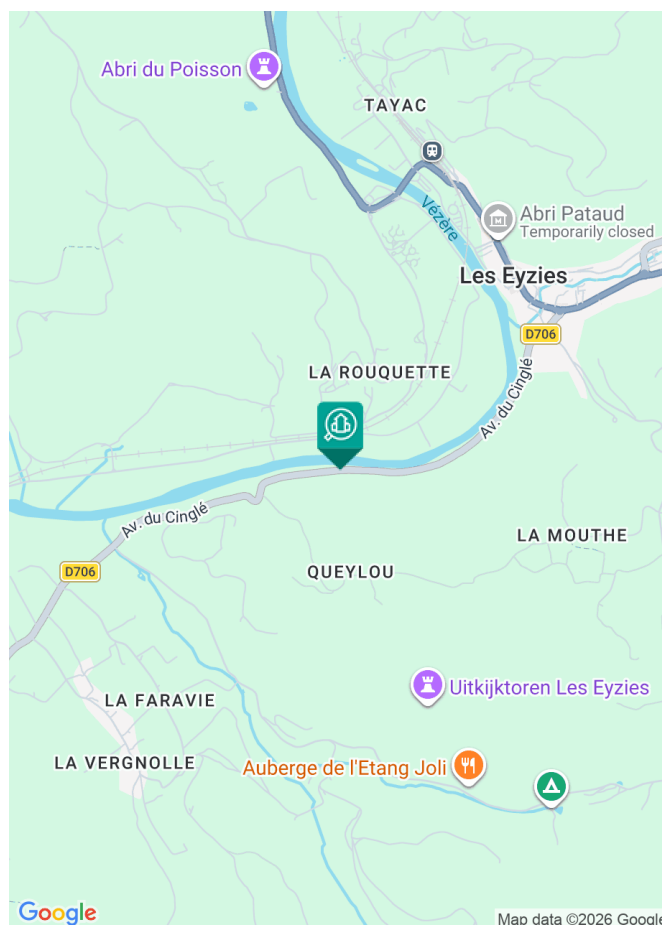 Abri du Poisson
TAYAC
Vézère
Abri Pataud
Temporarily closed
Les Eyzies
D706
LA ROUQUETTE
Av. du Cinglé
Av. du Cinglé
LA MOUTHE
D706
QUEYLOU
Uitkijktoren Les Eyzies
LA FARAVIE
LA VERGNOLLE
Auberge de l'Etang Joli
Google
Map data ©2026 Google